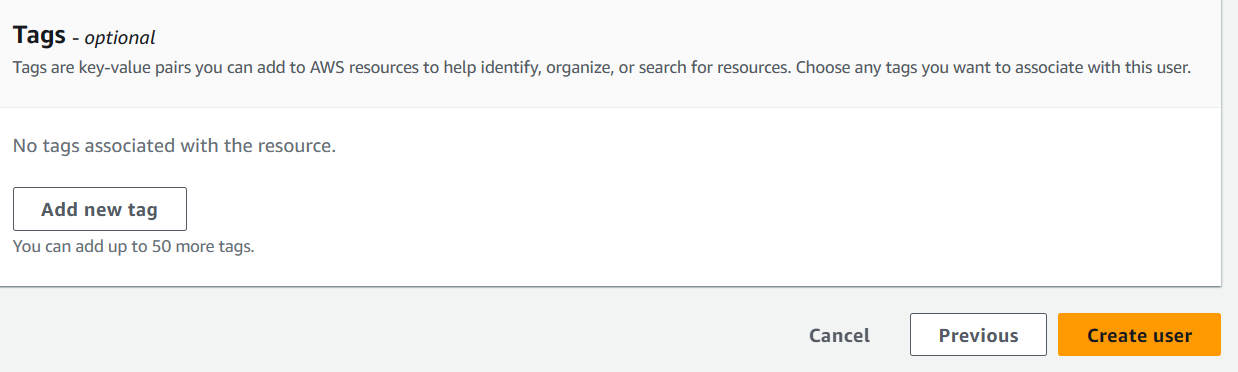 Tags - optional
Tags are key-value pairs you can add to AWS resources to help identify, organize, or search for resources. Choose any tags you want to associate with this user.
No tags associated with the resource.
Add new tag
You can add up to 50 more tags.
Cancel Previous Create user